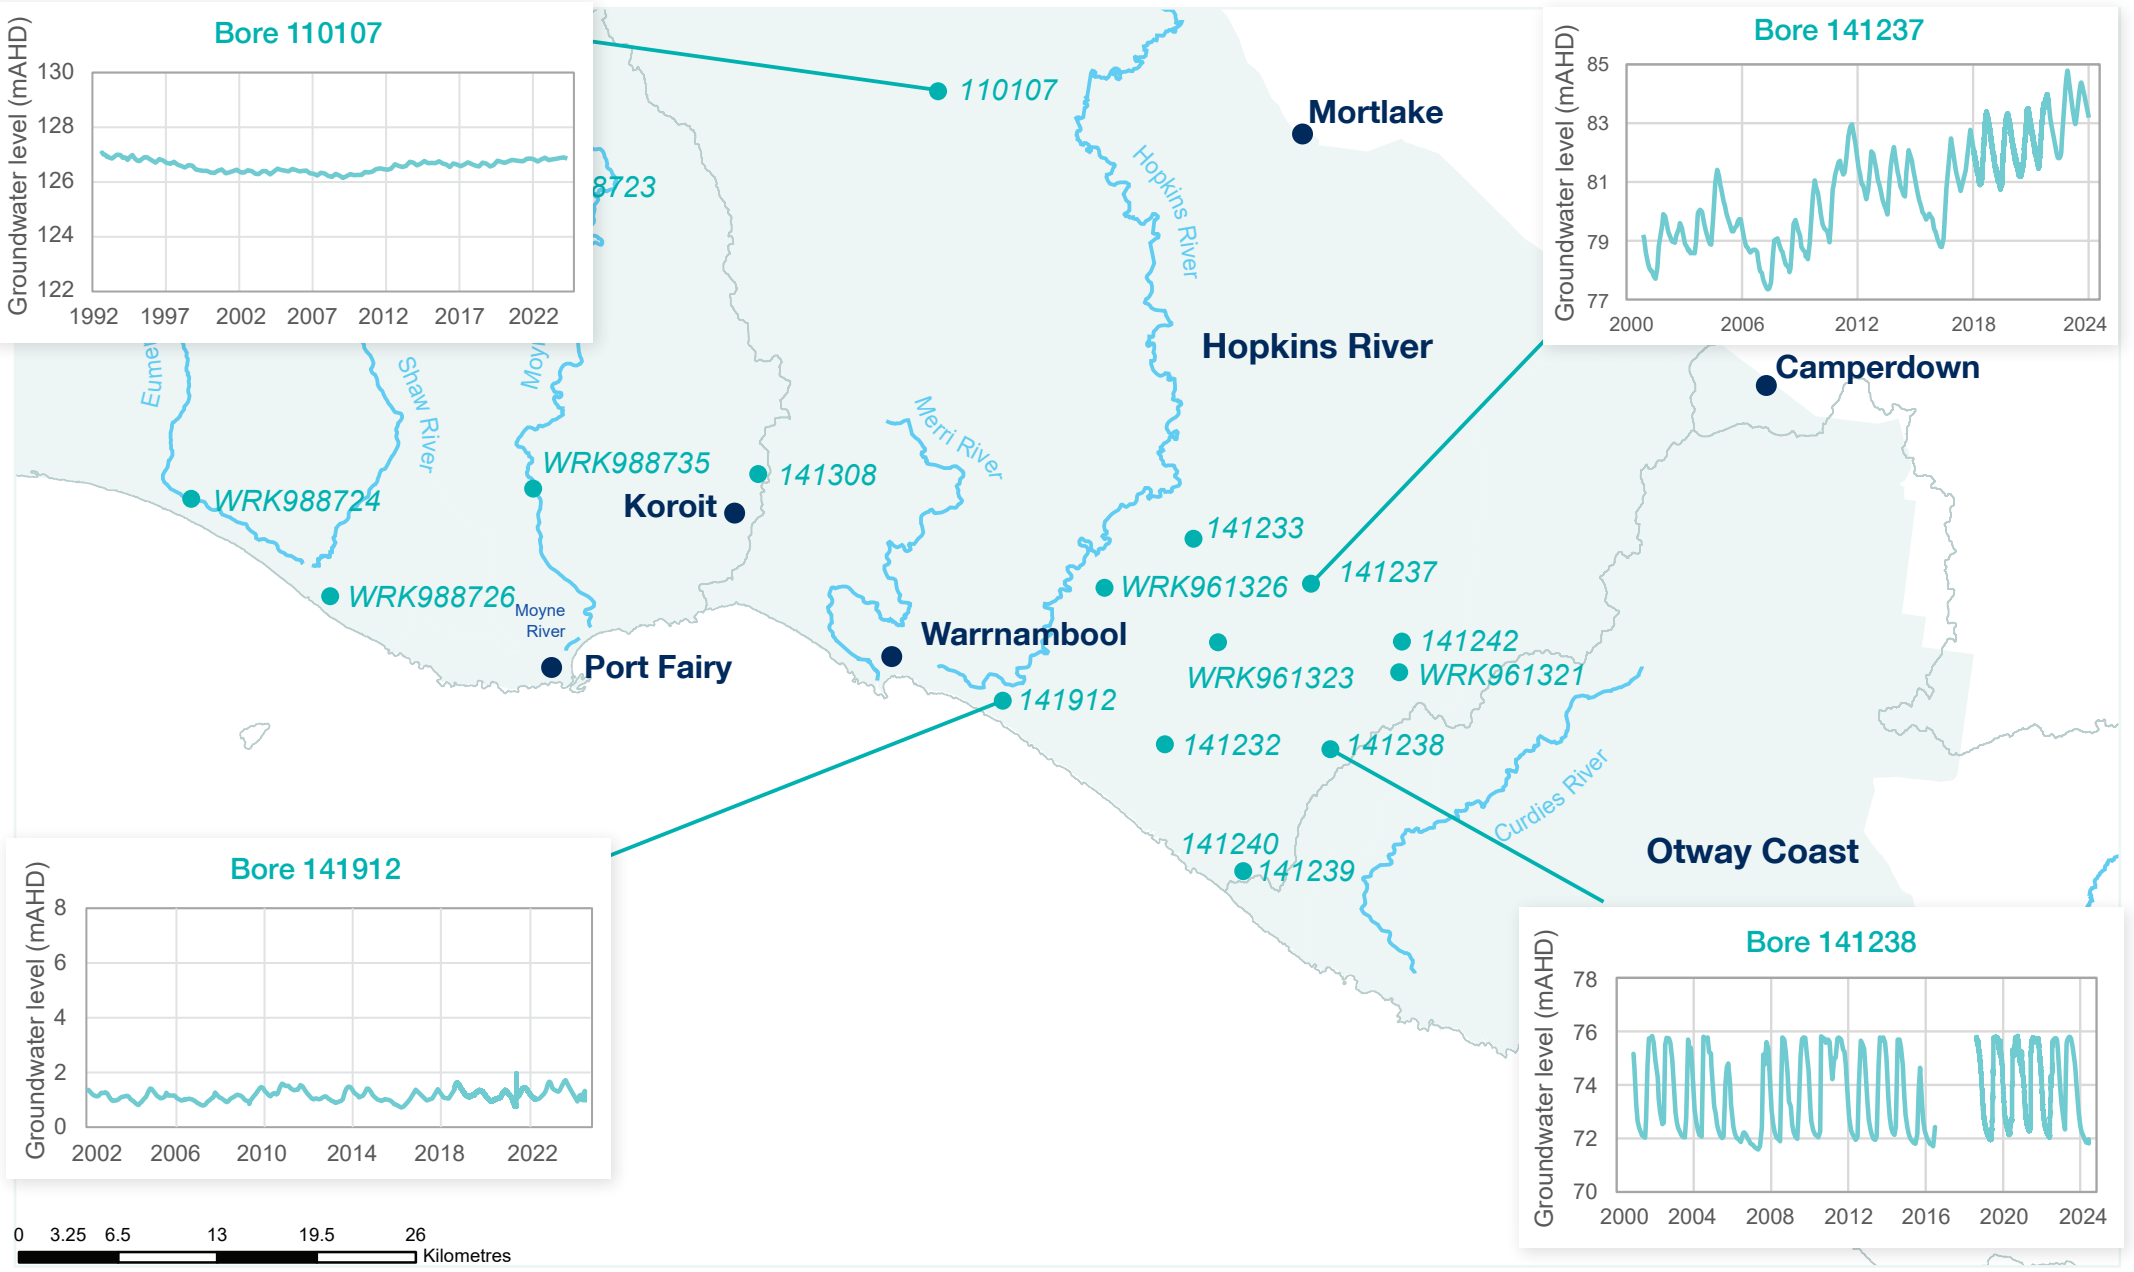 Bore 110107
Groundwater level (mAHD)
130
128
126
124
122
1992 1997 2002 2007 2012 2017 2022
Bore 141237
Groundwater level (mAHD)
85
83
81
79
77
2000 2006 2012 2018 2024
110107
Mortlake
Hopkins River
8723
Hopkins River
Camperdown
Shaw River
Merri River
WRK988735
141308
Koroit
WRK988724
141233
141237
WRK961326
WRK988726
Moyne
River
Warrnambool
141242
Port Fairy
WRK961323
WRK961321
141912
141232
141238
Curdies River
141240
141239
Otway Coast
Bore 141912
Groundwater level (mAHD)
8
6
4
2
0
2002 2006 2010 2014 2018 2022
Bore 141238
Groundwater level (mAHD)
78
76
74
72
70
2000 2004 2008 2012 2016 2020 2024
0 3.25 6.5 13 19.5 26
Kilometres